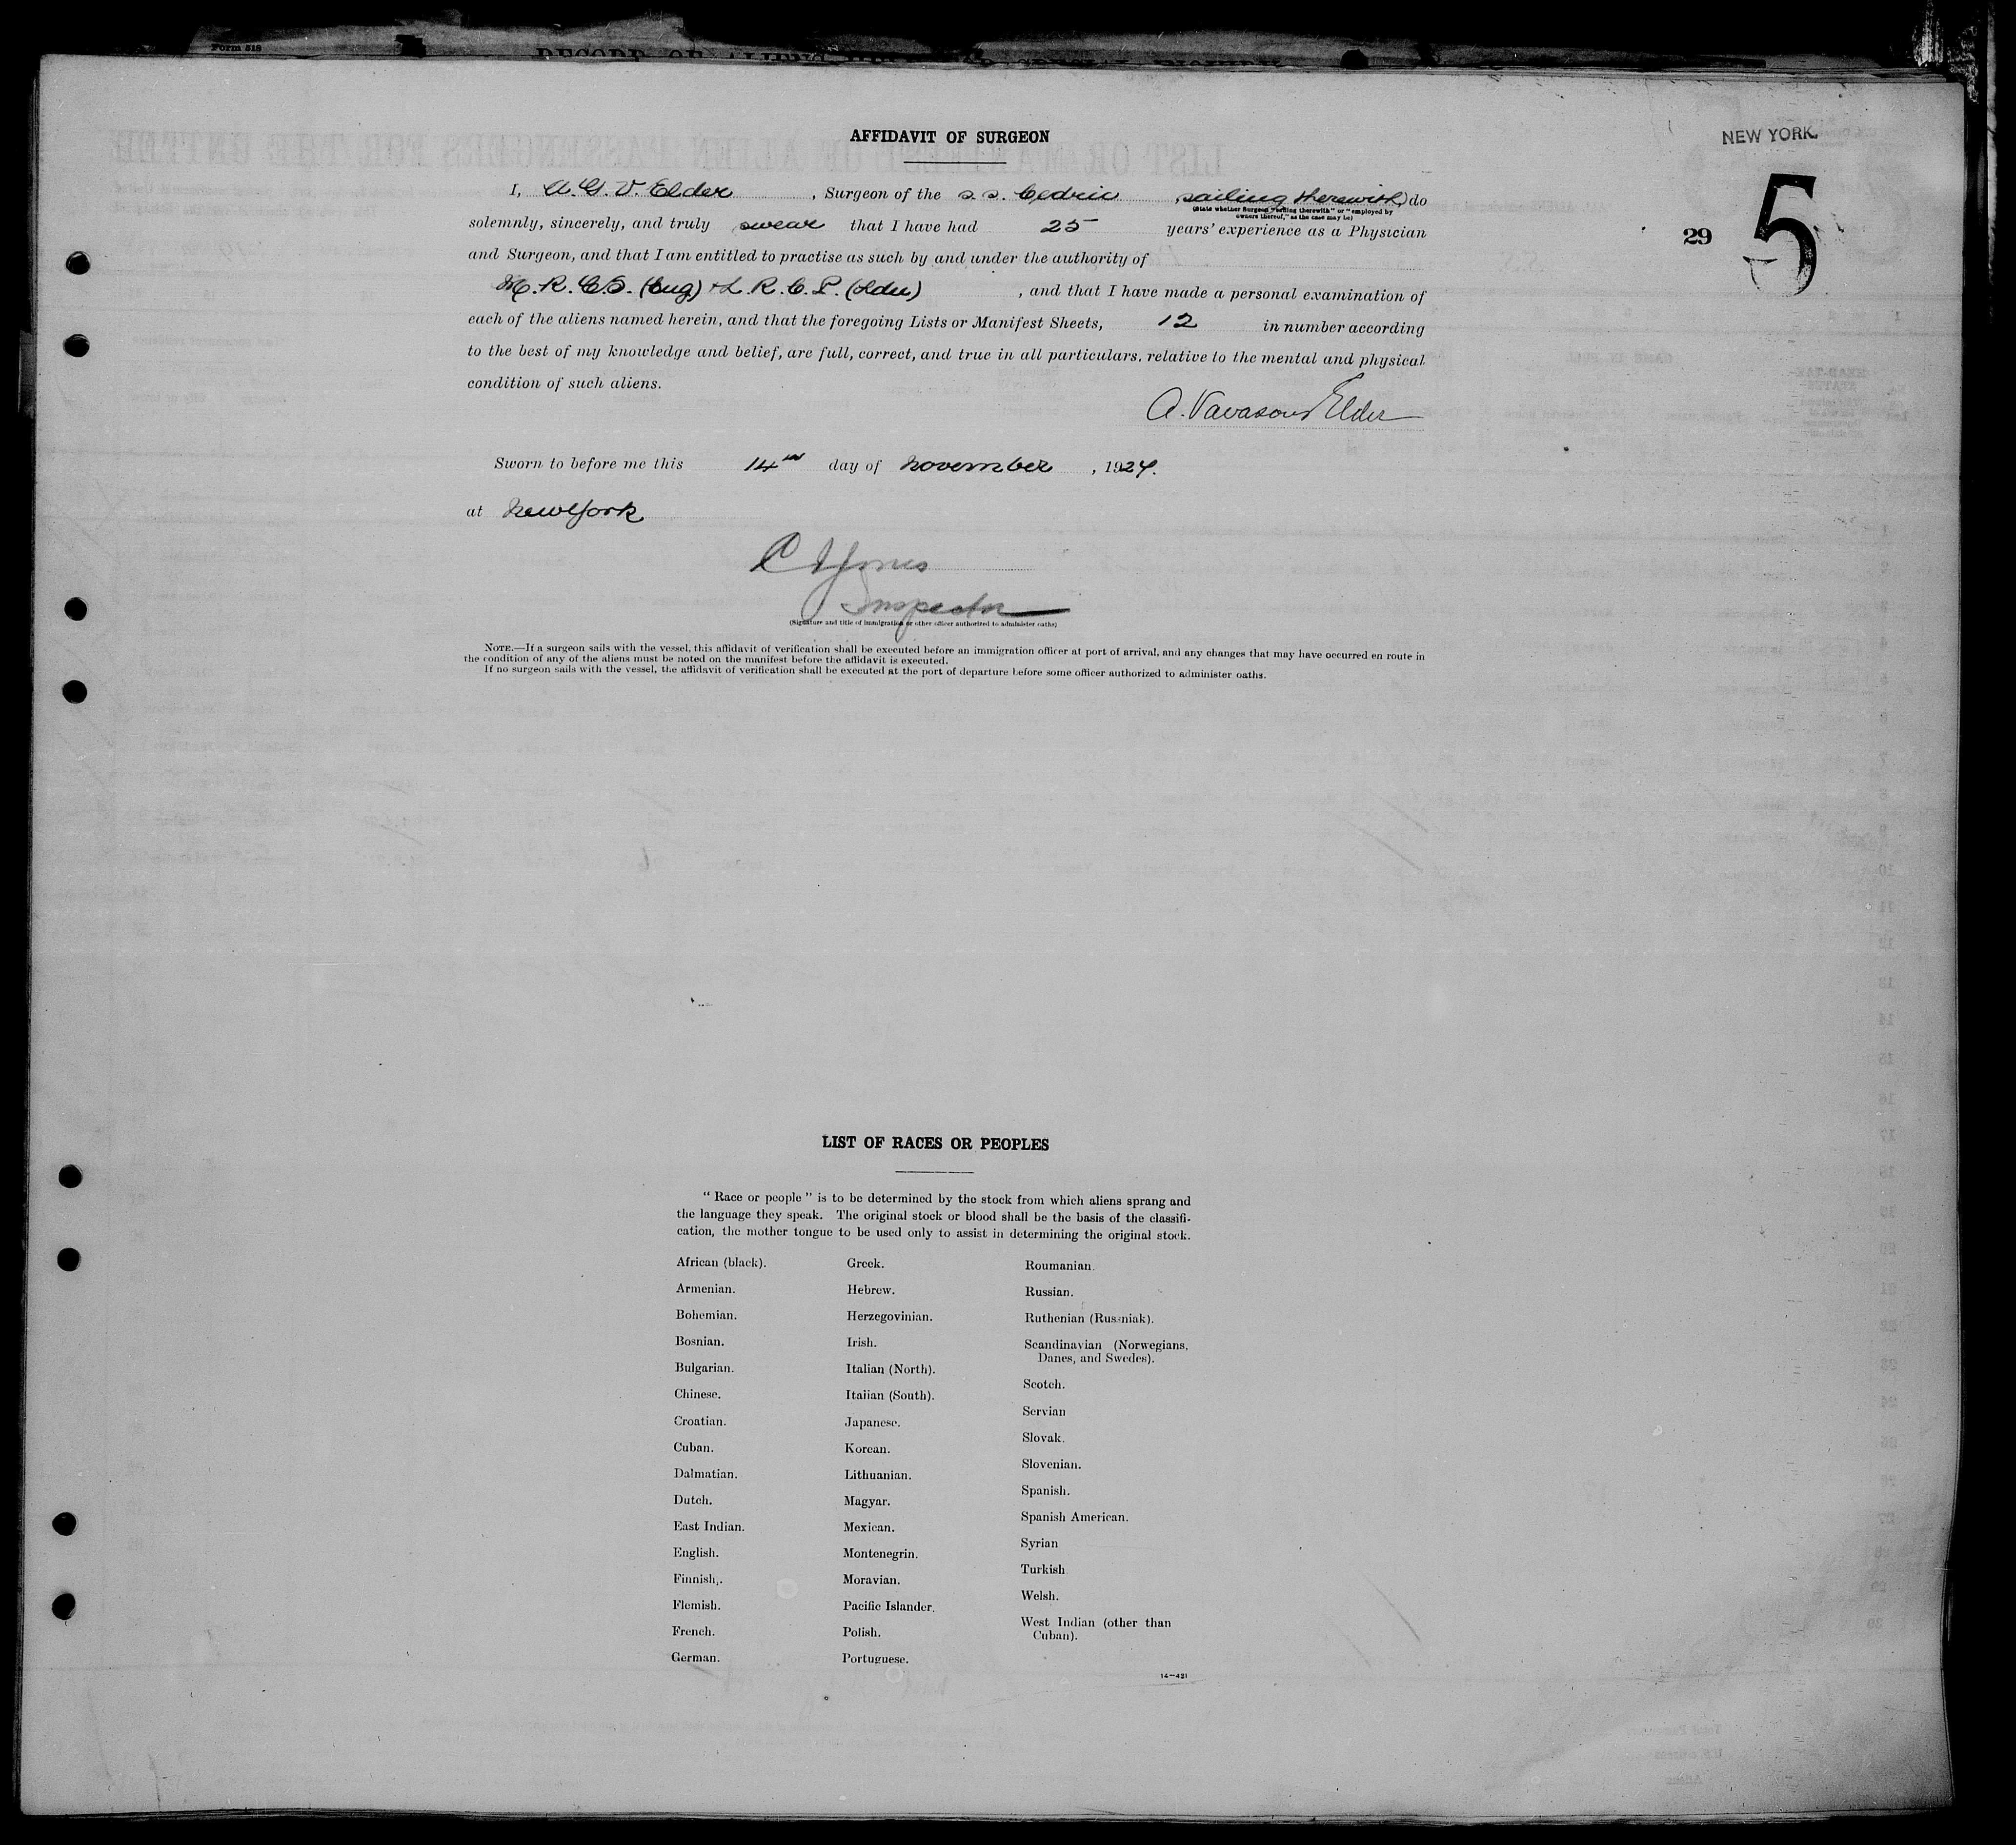 Form 518
AFFIDAVIT OF SURGEON
NEW YORK.
5
29
I, A. G. V. Elder, Surgeon of the s.s. Cedric, sailing therewith, do
(State whether Surgeon "sailing therewith" or "employed by
owners thereof," as the case may be)
solemnly, sincerely, and truly swear that I have had 25 years' experience as a Physician
and Surgeon, and that I am entitled to practise as such by and under the authority of
M. R. C. S. (Eng) & L. R. C. P. (Ldn), and that I have made a personal examination of
each of the aliens named herein, and that the foregoing Lists or Manifest Sheets, 12 in number according
to the best of my knowledge and belief, are full, correct, and true in all particulars, relative to the mental and physical
condition of such aliens.
A. Vavasour Elder
Sworn to before me this 14th day of November, 1924.
at New York
Jones
Inspector
(Signature and title of immigration or other officer authorized to administer oaths)
NOTE.—If a surgeon sails with the vessel, this affidavit of verification shall be executed before an immigration officer at port of arrival, and any changes that may have occurred en route in
the condition of any of the aliens must be noted on the manifest before the affidavit is executed.
If no surgeon sails with the vessel, the affidavit of verification shall be executed at the port of departure before some officer authorized to administer oaths.
LIST OF RACES OR PEOPLES
"Race or people" is to be determined by the stock from which aliens sprang and
the language they speak. The original stock or blood shall be the basis of the classifi-
cation, the mother tongue to be used only to assist in determining the original stock.
African (black).
Armenian.
Bohemian.
Bosnian.
Bulgarian.
Chinese.
Croatian.
Cuban.
Dalmatian.
Dutch.
East Indian.
English.
Finnish.
Flemish.
French.
German.
Greek.
Hebrew.
Herzegovinian.
Irish.
Italian (North).
Italian (South).
Japanese.
Korean.
Lithuanian.
Magyar.
Mexican.
Montenegrin.
Moravian.
Pacific Islander.
Polish.
Portuguese.
Roumanian.
Russian.
Ruthenian (Russniak).
Scandinavian (Norwegians,
Danes, and Swedes).
Scotch.
Servian
Slovak.
Slovenian.
Spanish.
Spanish American.
Syrian
Turkish
Welsh.
West Indian (other than
Cuban).
14—421